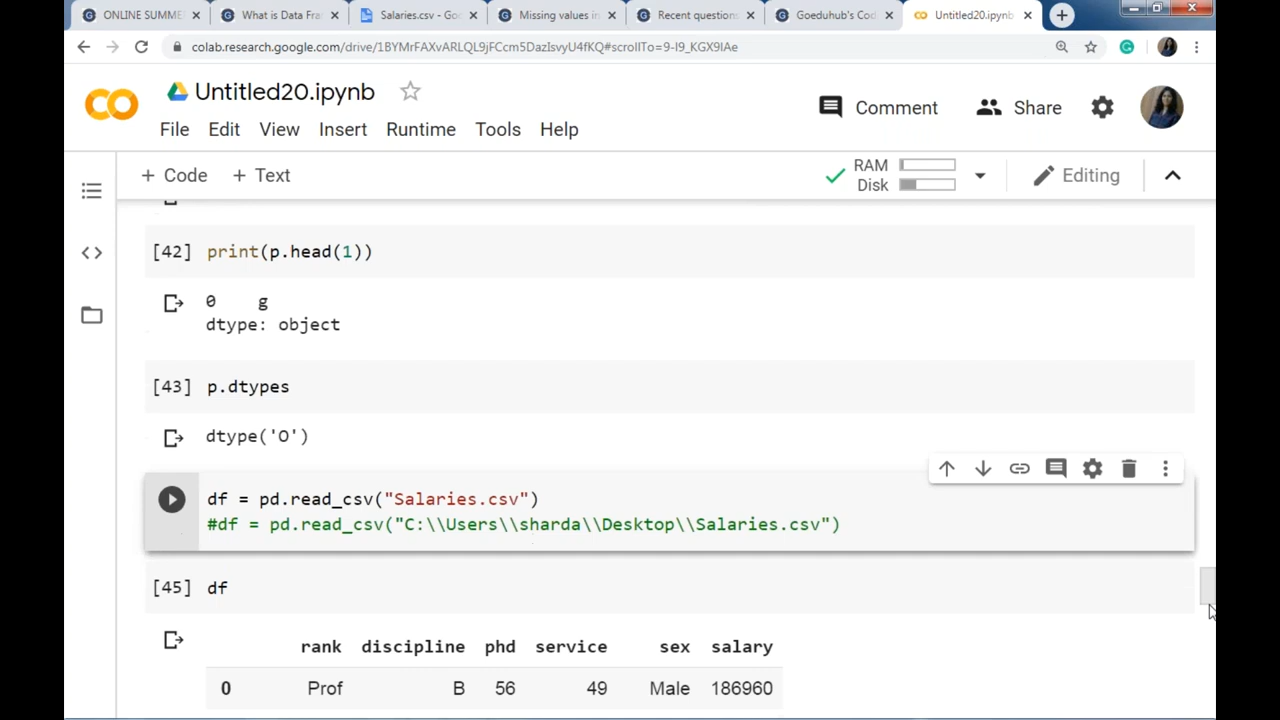 ONLINE SUMME
What is Data Fra
Salaries.csv - Go
Missing values in
Recent question
Goeduhub's Co
Untitled20.ipynb
colab.research.google.com/drive/1BYMrFAXvARLQL9jFCcm5DazIsvyU4fKQ#scrollTo=9-I9_KGX9IAe
CO
Untitled20.ipynb
Comment
Share
File Edit View Insert Runtime Tools Help
+ Code + Text
RAM
Disk
Editing
[42] print(p.head(1))
0 g
dtype: object
[43] p.dtypes
dtype('O')
df = pd.read_csv("Salaries.csv")
#df = pd.read_csv("C:\\Users\\sharda\\Desktop\\Salaries.csv")
[45] df
rank discipline phd service sex salary
0 Prof B 56 49 Male 186960